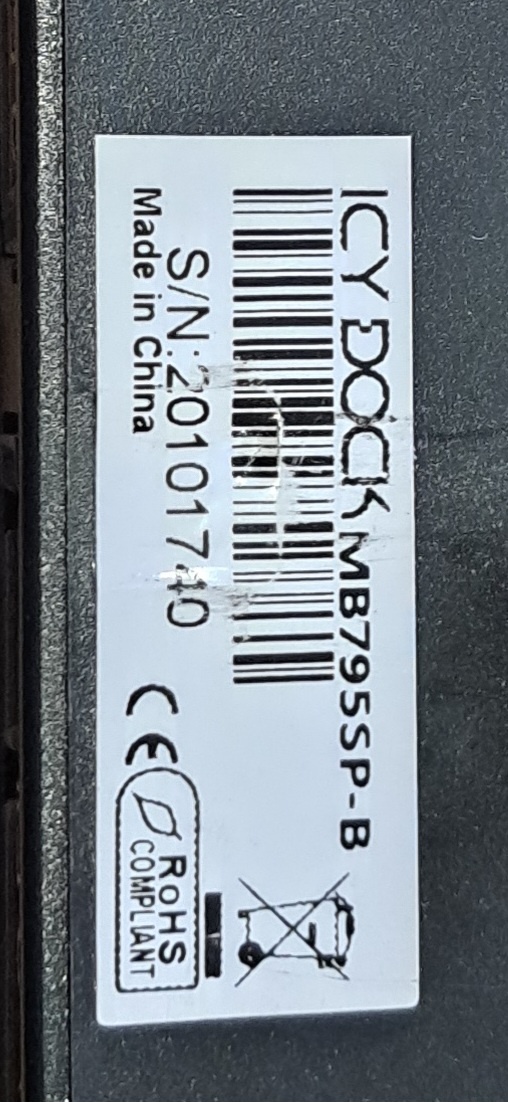 ICY DOCK MB795SP-B
S/N:20101740
Made in China
CE
RoHS
COMPLIANT